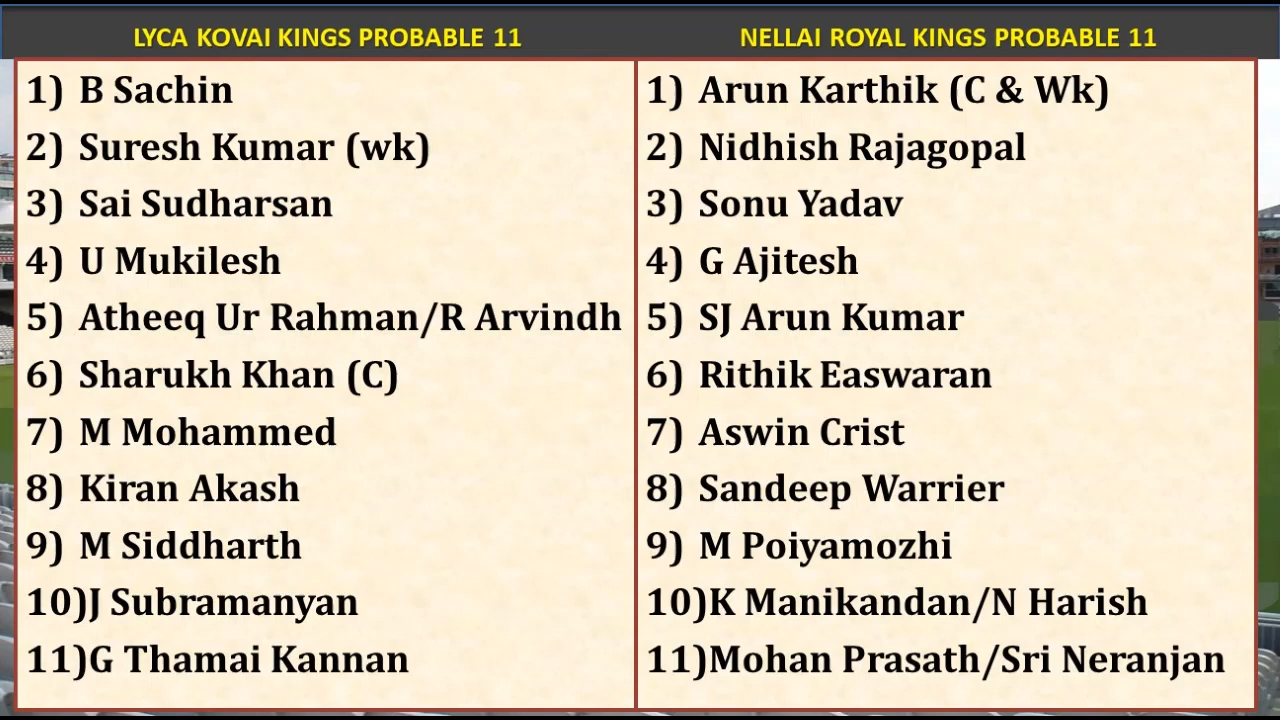 LYCA KOVAI KINGS PROBABLE 11
1) B Sachin
2) Suresh Kumar (wk)
3) Sai Sudharsan
4) U Mukilesh
5) Atheeq Ur Rahman/R Arvindh
6) Sharukh Khan (C)
7) M Mohammed
8) Kiran Akash
9) M Siddharth
10)J Subramanyan
11)G Thamai Kannan
NELLAI ROYAL KINGS PROBABLE 11
1) Arun Karthik (C & Wk)
2) Nidhish Rajagopal
3) Sonu Yadav
4) G Ajitesh
5) SJ Arun Kumar
6) Rithik Easwaran
7) Aswin Crist
8) Sandeep Warrier
9) M Poiyamozhi
10)K Manikandan/N Harish
11)Mohan Prasath/Sri Neranjan